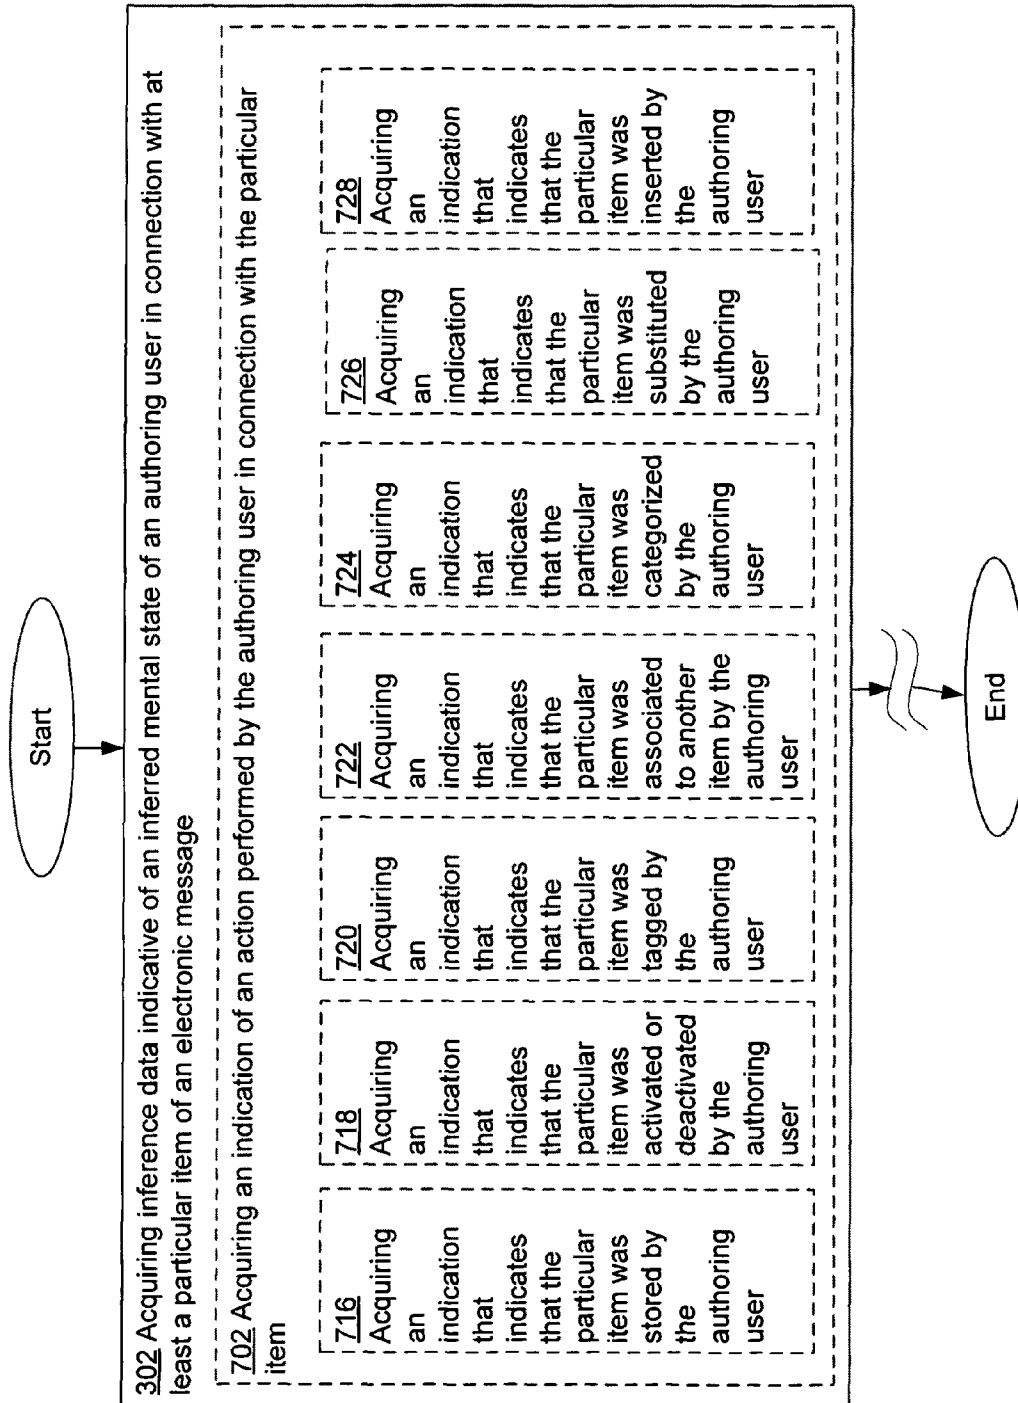 Start
302 Acquiring inference data indicative of an inferred mental state of an authoring user in connection with at
least a particular item of an electronic message
702 Acquiring an indication of an action performed by the authoring user in connection with the particular
item
716
Acquiring
an
indication
that
indicates
that the
particular
item was
stored by
the
authoring
user
718
Acquiring
an
indication
that
indicates
that the
particular
item was
activated or
deactivated
by the
authoring
user
720
Acquiring
an
indication
that
indicates
that the
particular
item was
tagged by
the
authoring
user
722
Acquiring
an
indication
that
indicates
that the
particular
item was
associated
to another
item by the
authoring
user
724
Acquiring
an
indication
that
indicates
that the
particular
item was
categorized
by the
authoring
user
726
Acquiring
an
indication
that
indicates
that the
particular
item was
substituted
by the
authoring
user
728
Acquiring
an
indication
that
indicates
that the
particular
item was
inserted by
the
authoring
user
End